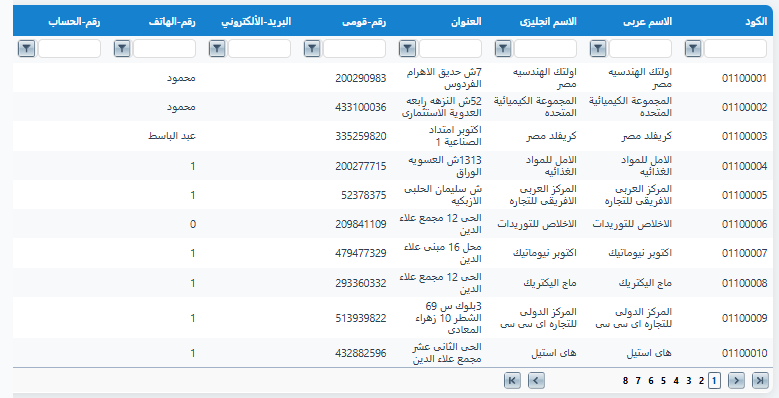 الكود الاسم عربى الاسم انجليزى العنوان رقم-قومى البريد-الألكتروني رقم-الهاتف رقم-الحساب
01100001 اولتك الهندسيه مصر اولتك الهندسيه مصر 7ش حديق الاهرام الفردوس 200290983 محمود
01100002 المجموعة الكيميائية المتحده المجموعة الكيميائية المتحده 52ش النزهه رابعه العدوية الاستثمارى 433100036 محمود
01100003 كريفلد مصر كريفلد مصر اكتوبر امتداد الصناعية 1 335259820 عبد الباسط
01100004 الامل للمواد الغذائيه الامل للمواد الغذائيه 1313ش العسويه الوراق 200277715 1
01100005 المركز العربى الافريقى للتجاره المركز العربى الافريقى للتجاره ش سليمان الحلبى الازبكيه 52378375 1
01100006 الاخلاص للتوريدات الاخلاص للتوريدات الحى 12 مجمع علاء الدين 209841109 0
01100007 اكتوبر نيوماتيك اكتوبر نيوماتيك محل 16 مبنى علاء الدين 479477329 1
01100008 ماج اليكتريك ماج اليكتريك الحى 12 مجمع علاء الدين 293360332 1
01100009 المركز الدولى للتجاره اى سى سى المركز الدولى للتجاره اى سى سى 3بلوك س 69 الشطر 10 زهراء المعادى 513939822 1
01100010 هاى استيل هاى استيل الحى الثانى عشر مجمع علاء الدين 432882596 1
1 2 3 4 5 6 7 8